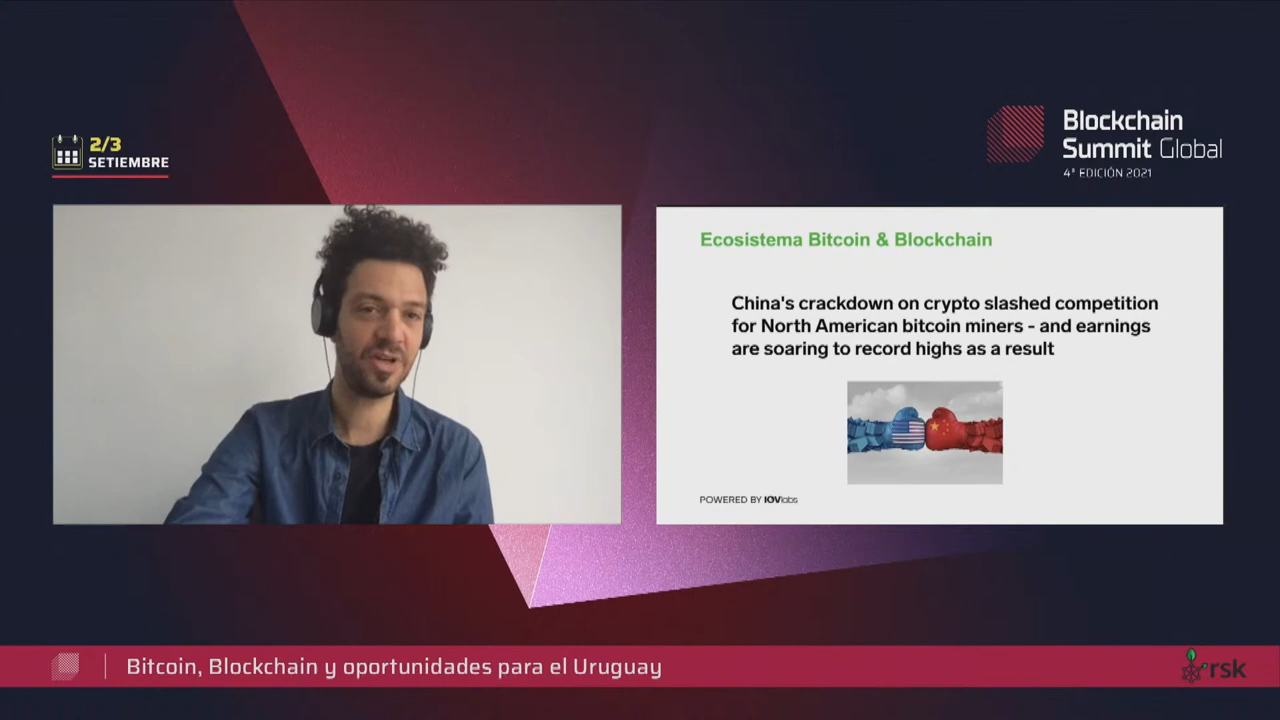 2/3
SETIEMBRE
Blockchain
Summit Global
4ª EDICIÓN 2021
Ecosistema Bitcoin & Blockchain
China's crackdown on crypto slashed competition
for North American bitcoin miners - and earnings
are soaring to record highs as a result
POWERED BY IOVlabs
Bitcoin, Blockchain y oportunidades para el Uruguay
rsk